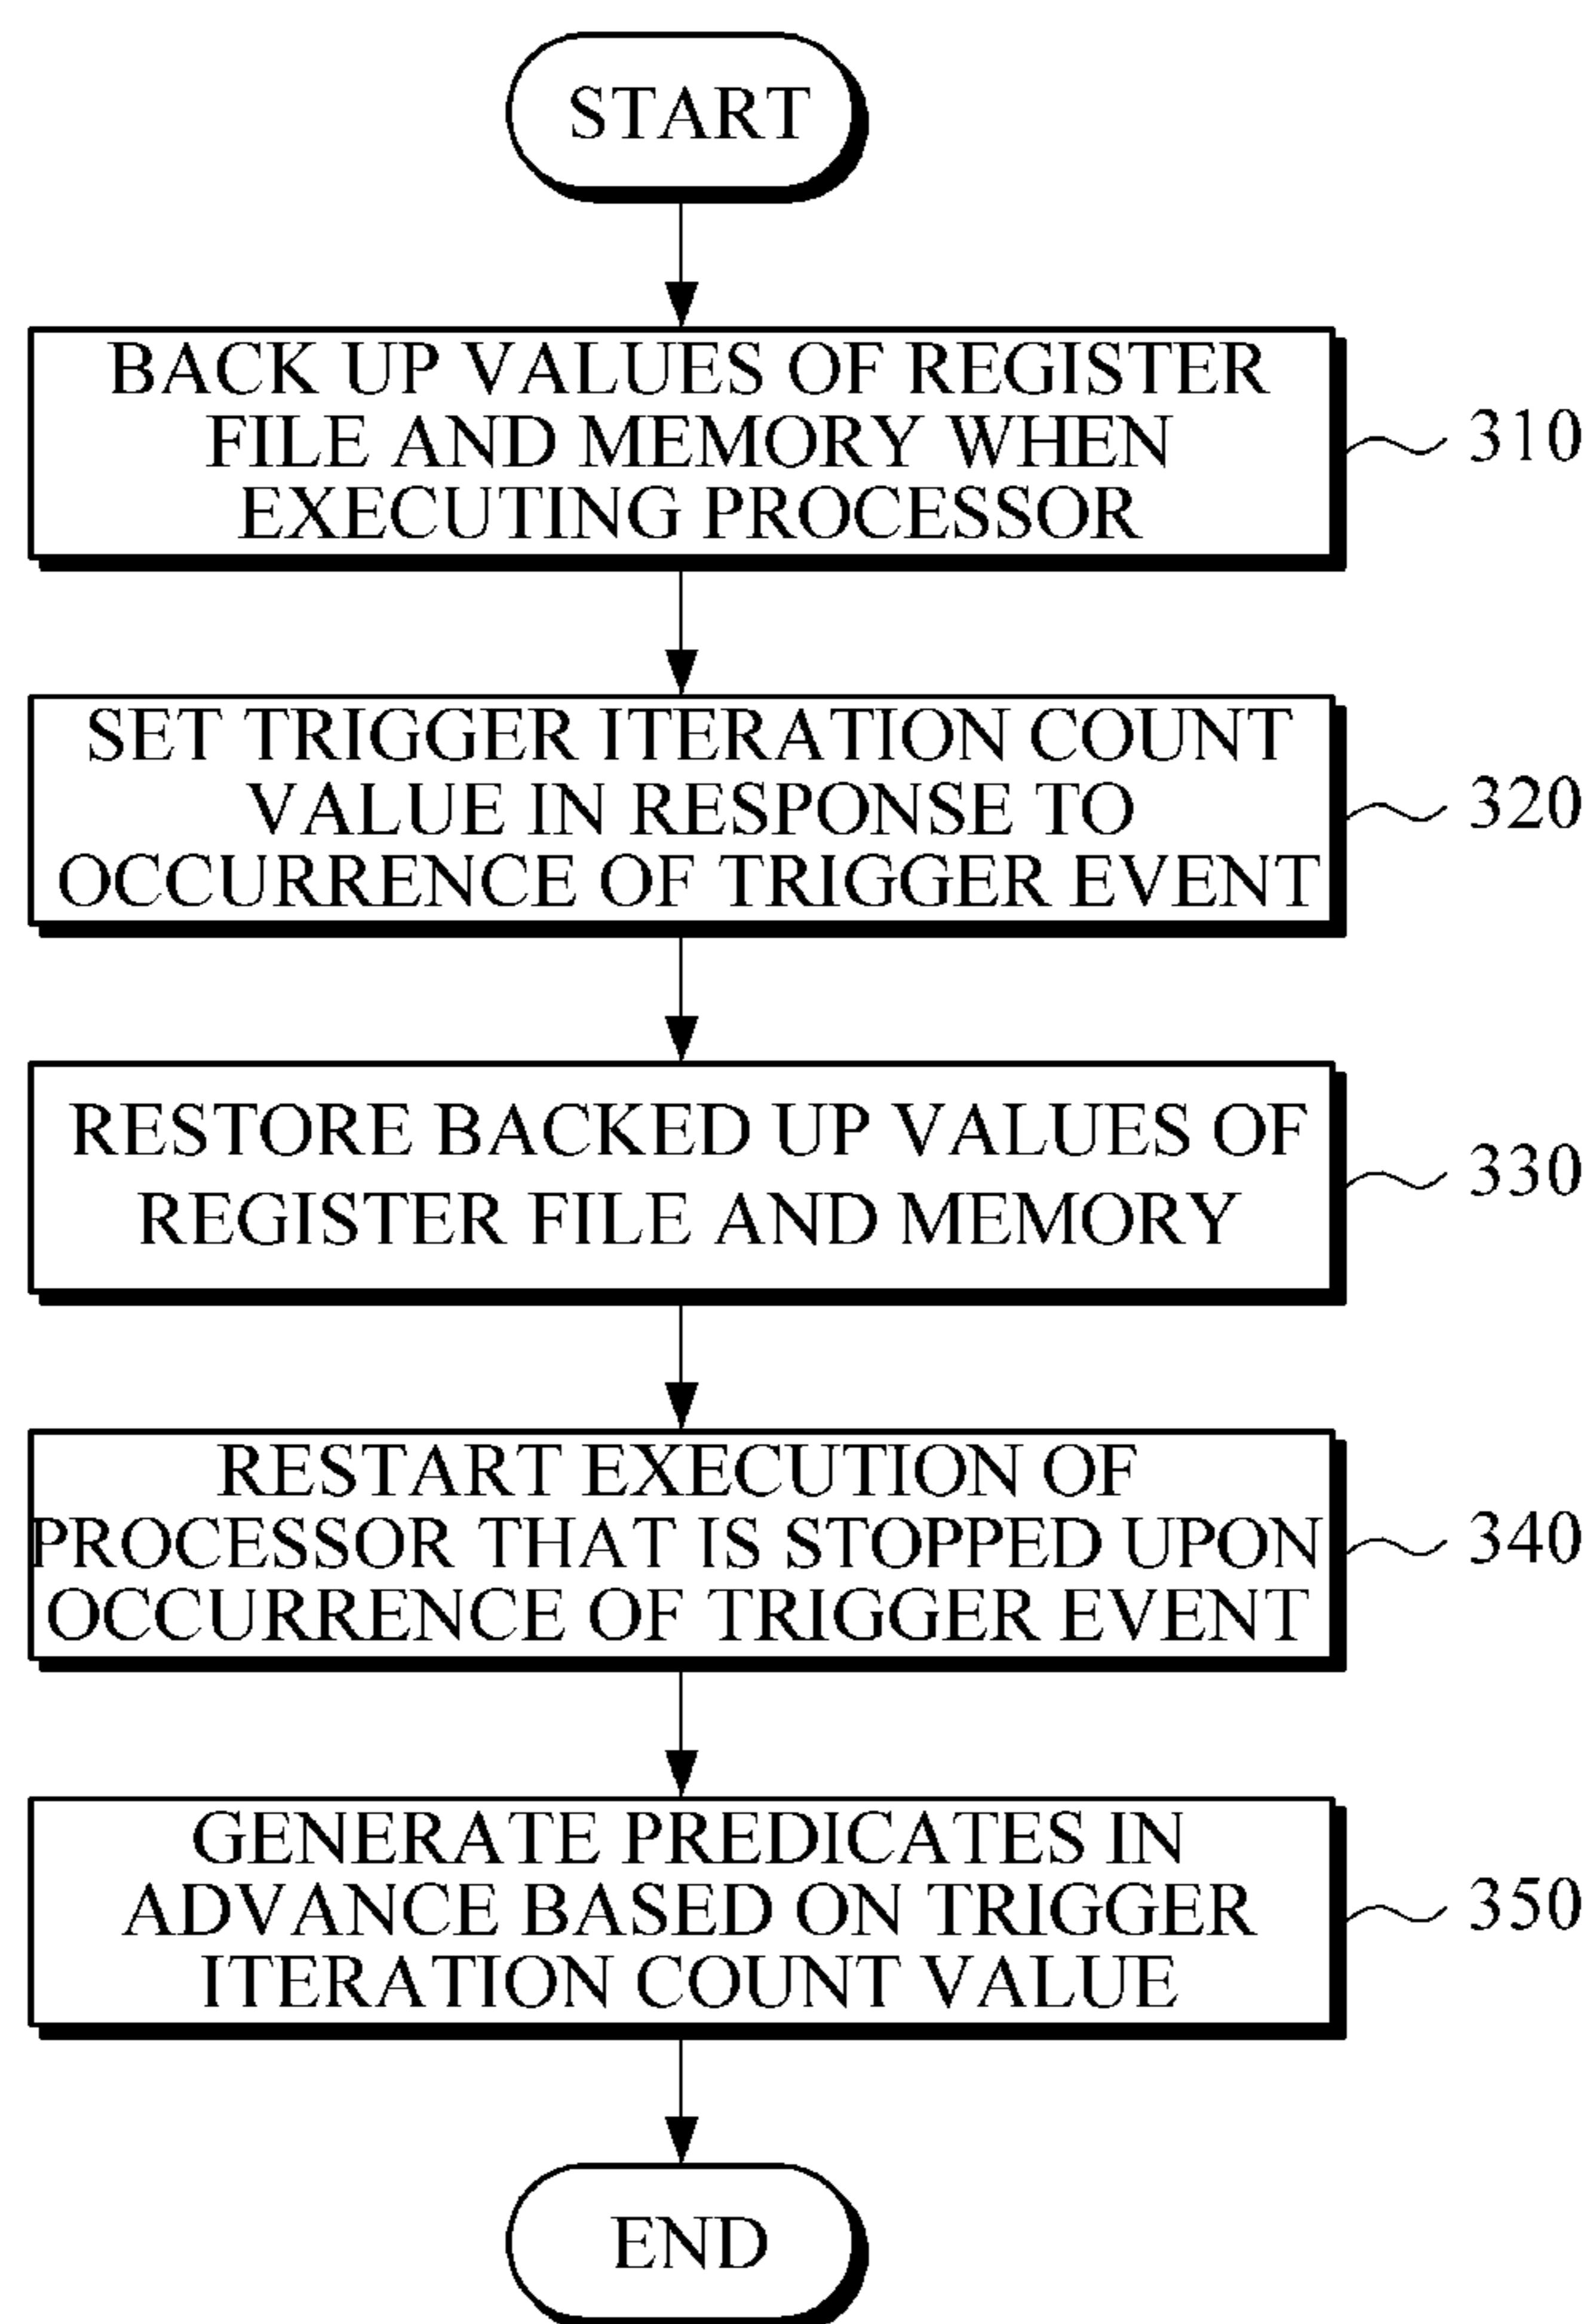 START
BACK UP VALUES OF REGISTER
FILE AND MEMORY WHEN
EXECUTING PROCESSOR
310
SET TRIGGER ITERATION COUNT
VALUE IN RESPONSE TO
OCCURRENCE OF TRIGGER EVENT
320
RESTORE BACKED UP VALUES OF
REGISTER FILE AND MEMORY
330
RESTART EXECUTION OF
PROCESSOR THAT IS STOPPED UPON
OCCURRENCE OF TRIGGER EVENT
340
GENERATE PREDICATES IN
ADVANCE BASED ON TRIGGER
ITERATION COUNT VALUE
350
END